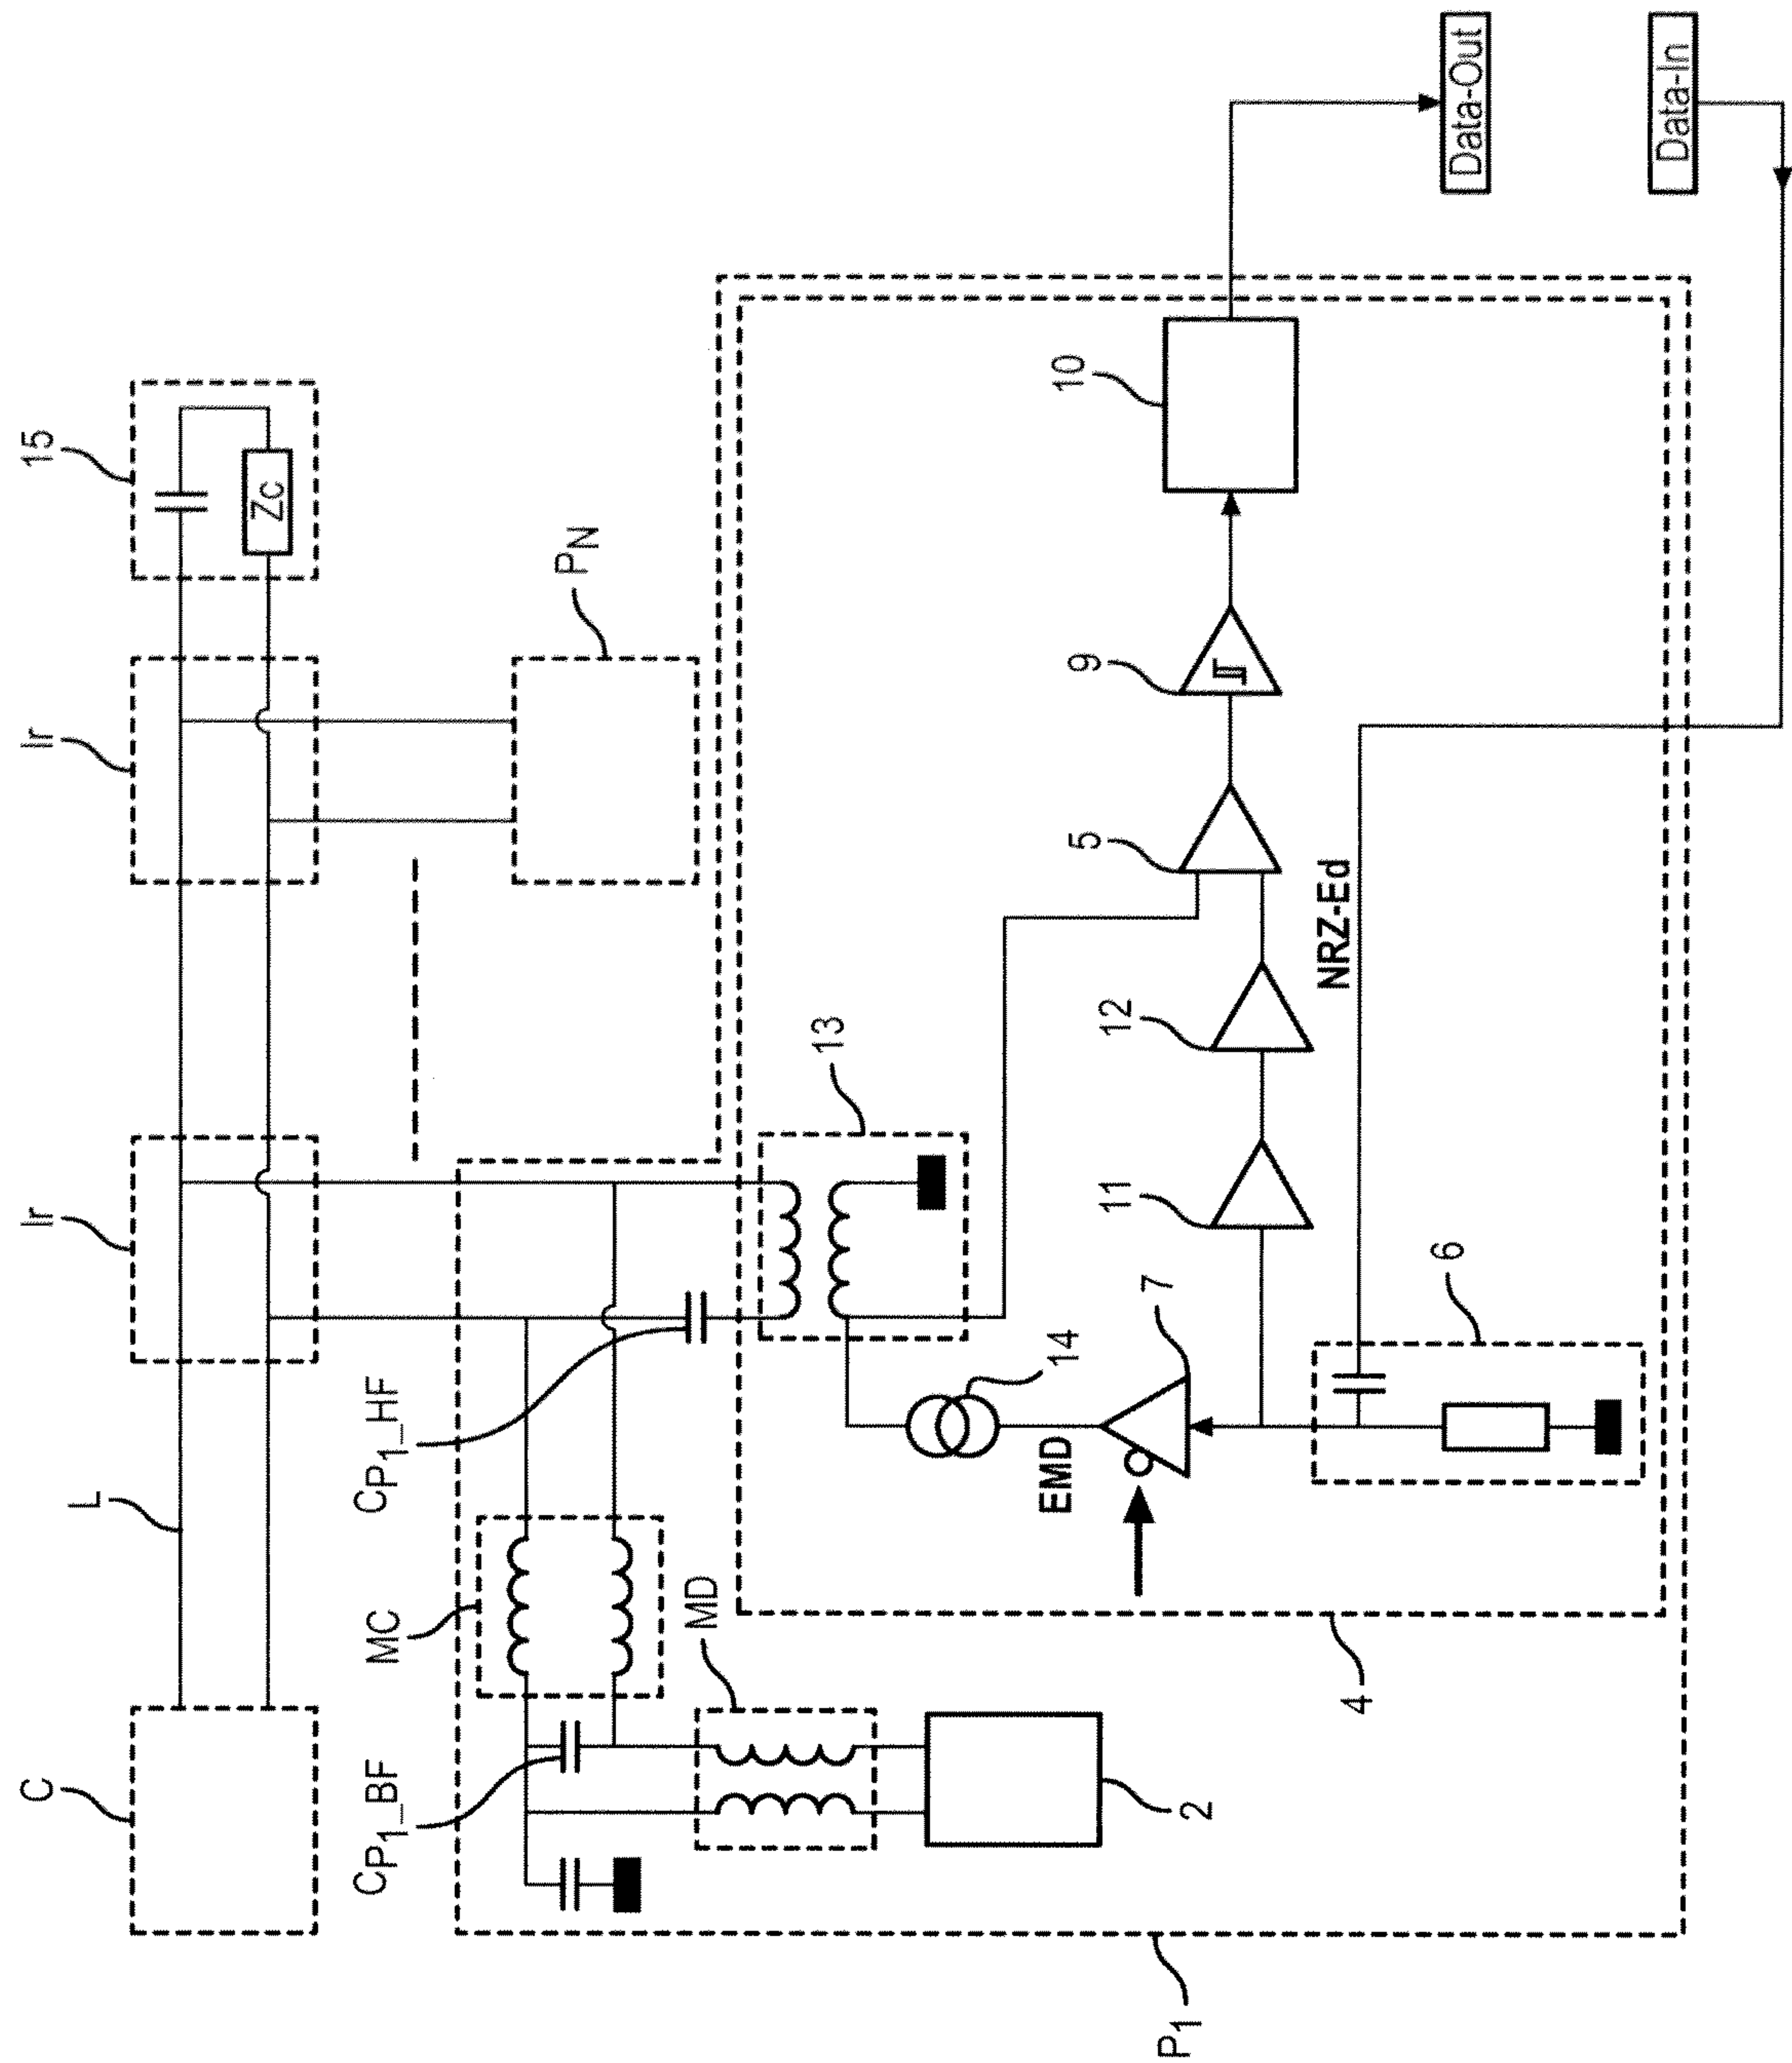 C
L
Ir
Ir
15
Zc
PN
CP1_BF
MC
CP1_HF
MD
13
2
14
EMD
7
11
12
5
9
10
NRZ-Ed
6
4
P1
Data-Out
Data-In